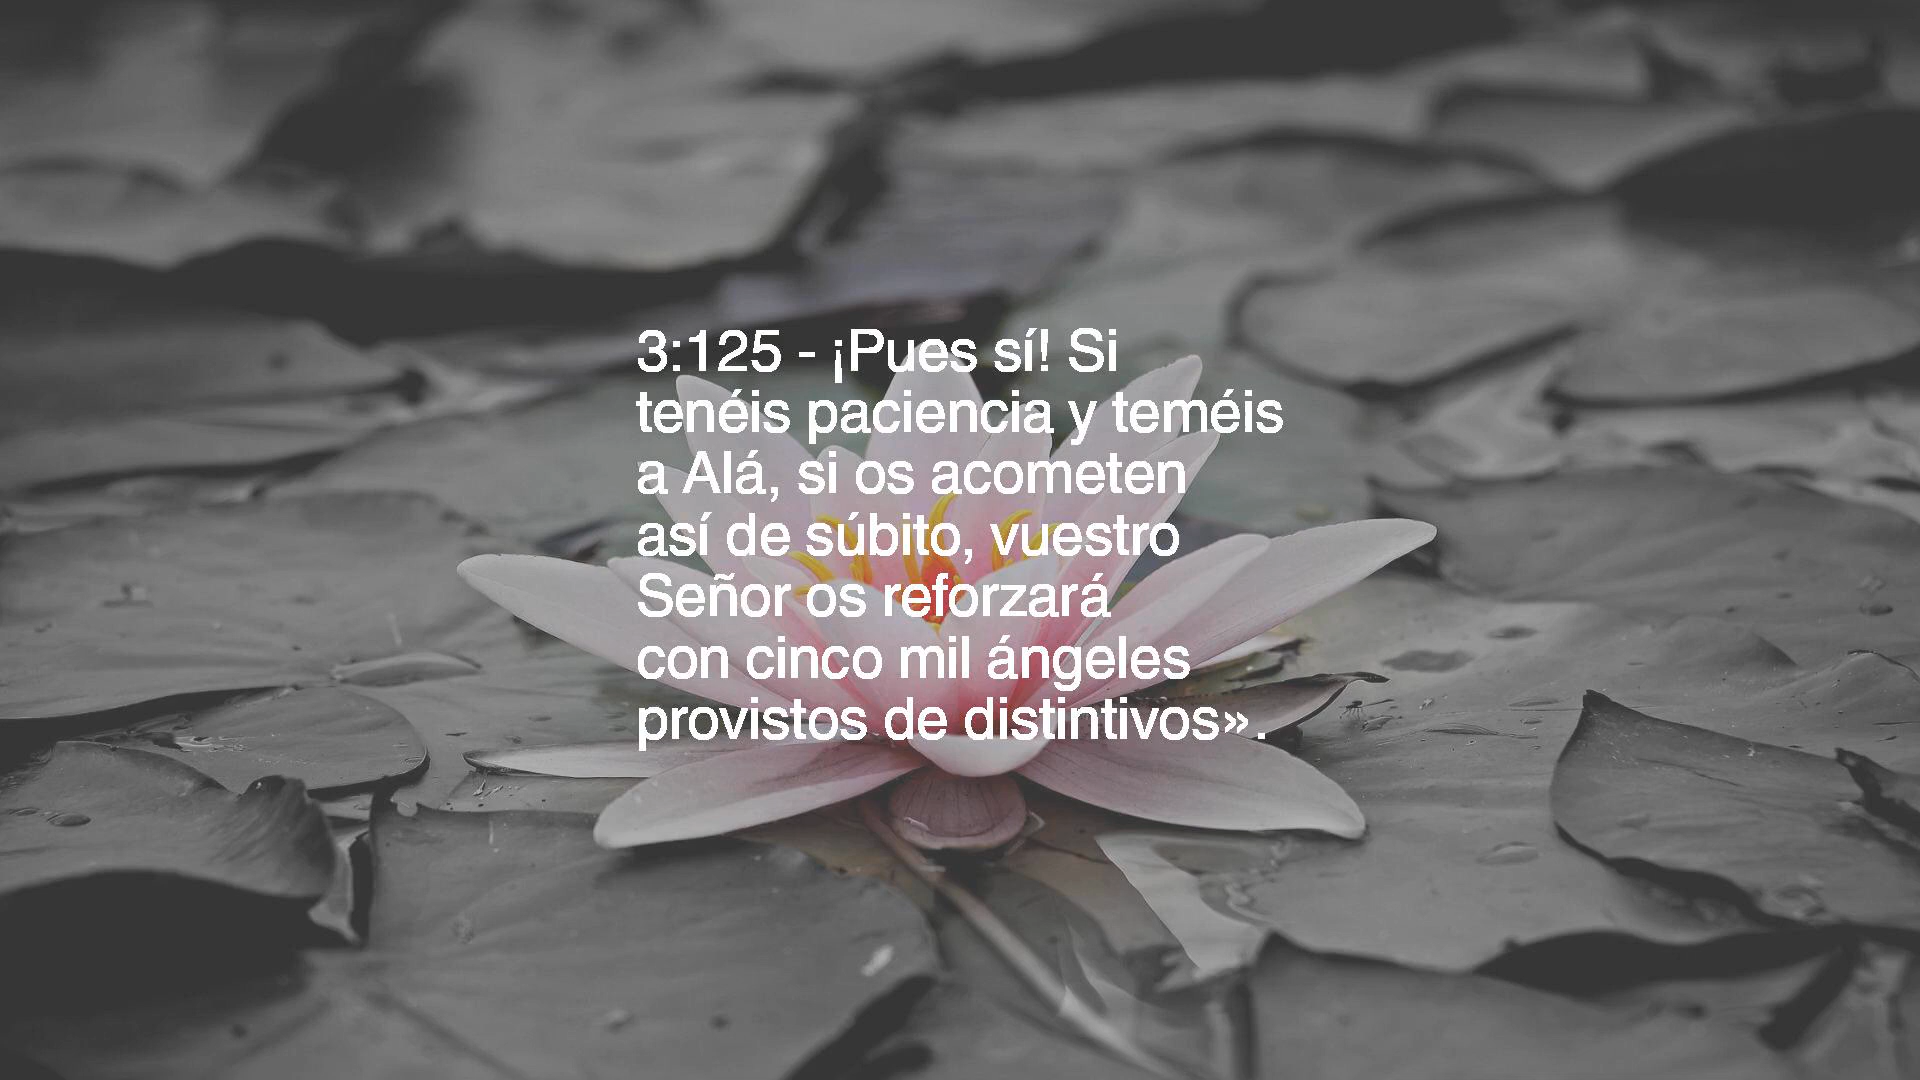 3:125 - ¡Pues sí! Si
tenéis paciencia y teméis
a Alá, si os acometen
así de súbito, vuestro
Señor os reforzará
con cinco mil ángeles
provistos de distintivos».